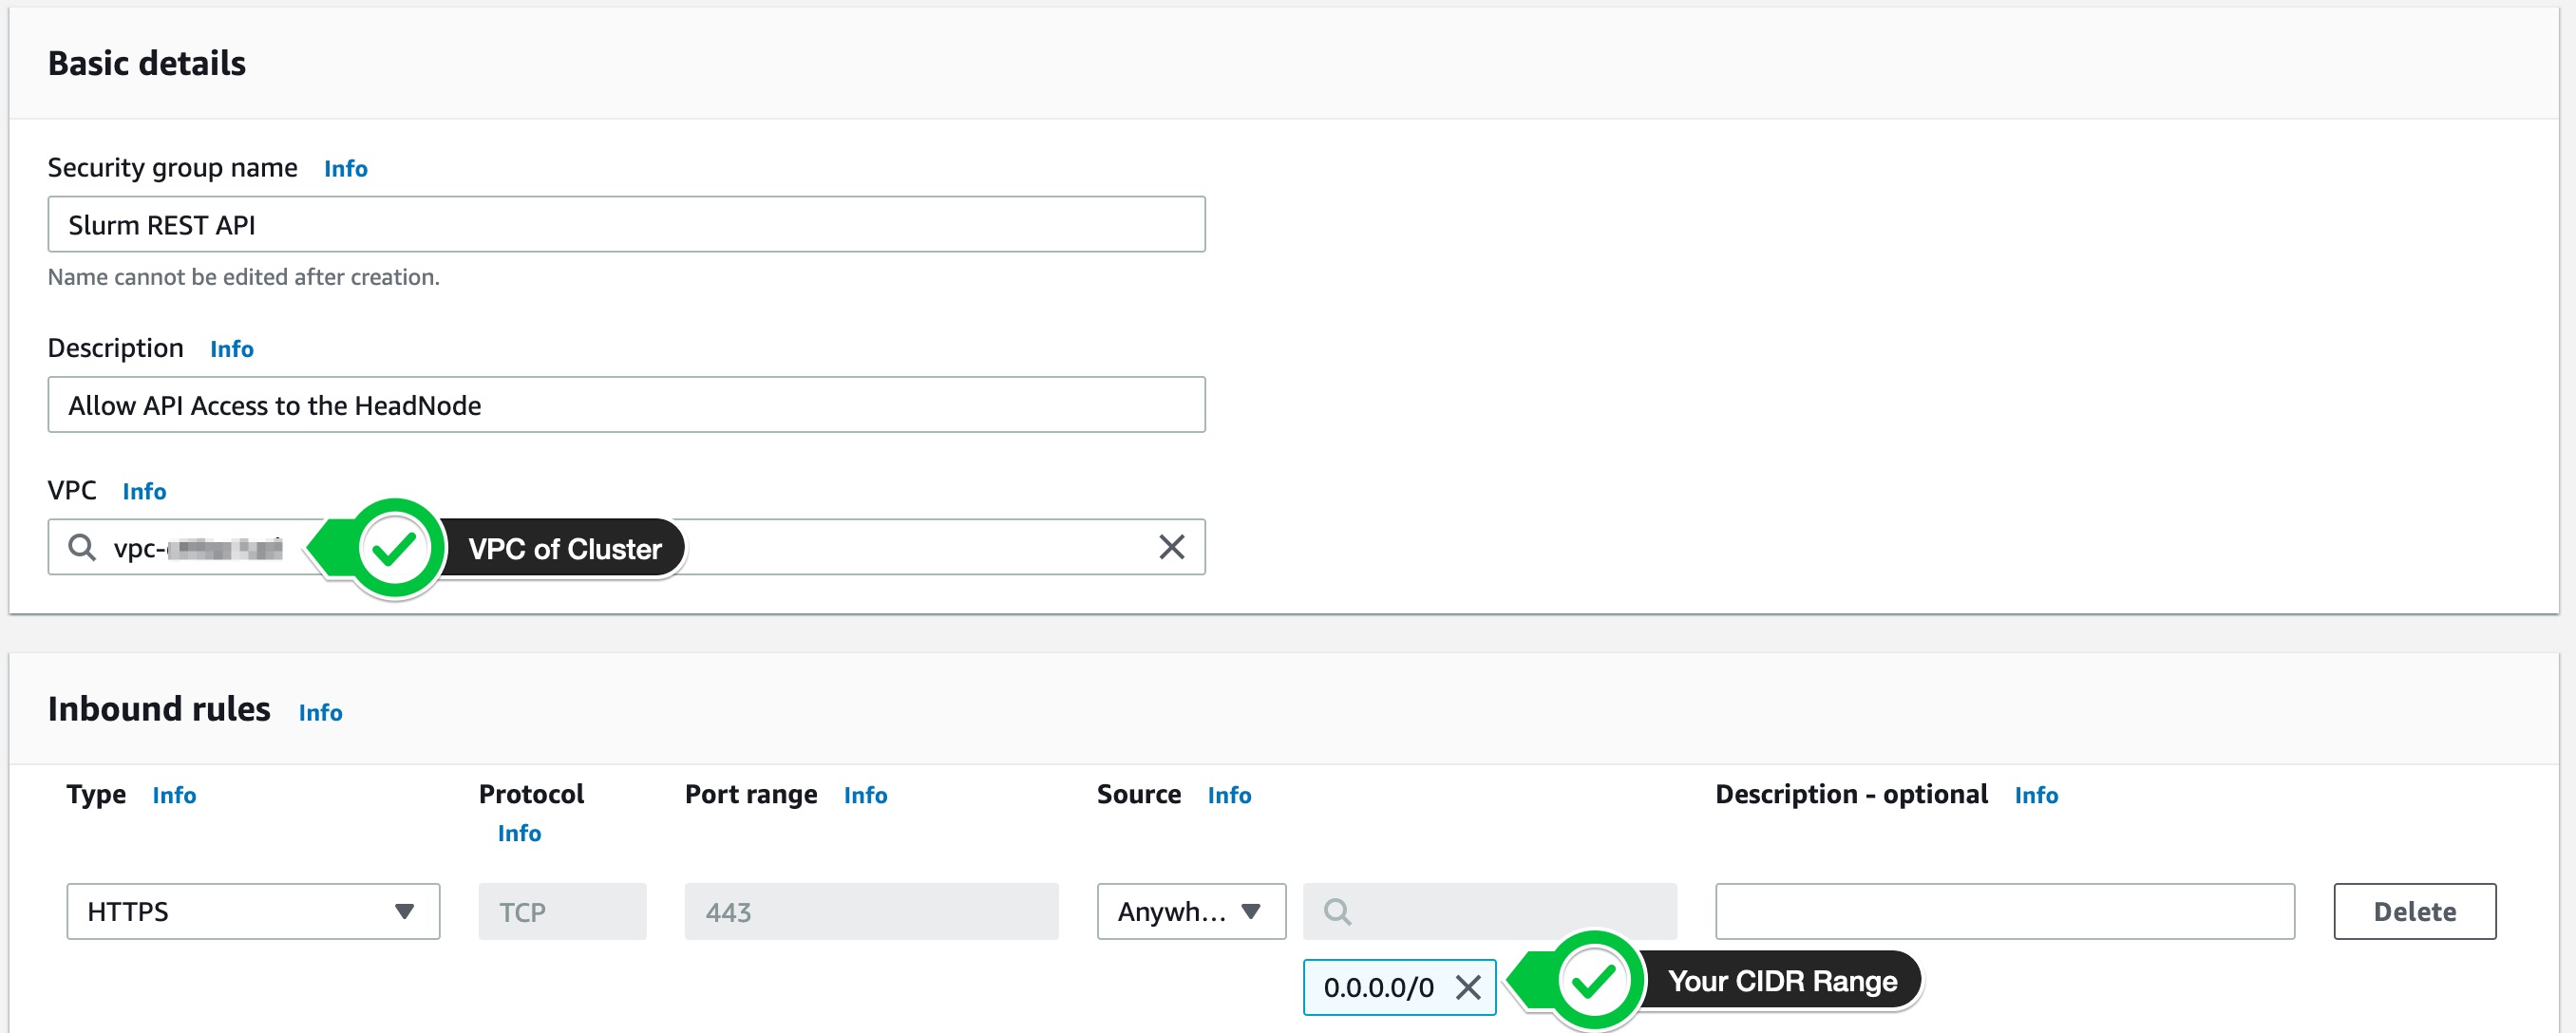 Basic details
Security group name Info
Slurm REST API
Name cannot be edited after creation.
Description Info
Allow API Access to the HeadNode
VPC Info
vpc- VPC of Cluster
Inbound rules Info
Type Info Protocol Port range Info Source Info Description - optional Info
Info
HTTPS TCP 443 Anywh... Delete
0.0.0.0/0 Your CIDR Range